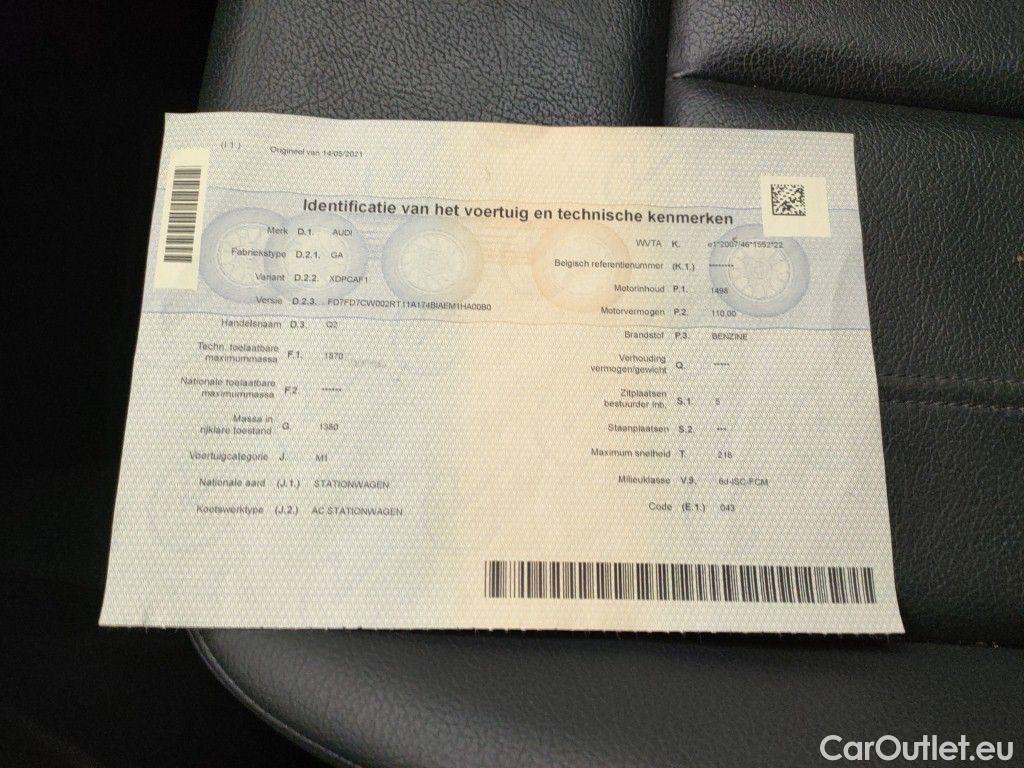 (I.1.) Origineel van 14/05/2021
Identificatie van het voertuig en technische kenmerken
Merk D.1. AUDI
Fabriekstype D.2.1. GA
Variant D.2.2. XDPCAF1
Versie D.2.3. FD7FD7CW002RT11A174BIAEM1HA00B0
Handelsnaam D.3. Q2
Techn. toelaatbare
maximummassa F.1. 1870
Nationale toelaatbare
maximummassa F.2. ******
Massa in
rijklare toestand G. 1380
Voertuigcategorie J. M1
Nationale aard (J.1.) STATIONWAGEN
Koetswerktype (J.2.) AC STATIONWAGEN
WVTA K. e1*2007/46*1552*22
Belgisch referentienummer (K.1.) ********
Motorinhoud P.1. 1498
Motorvermogen P.2. 110.00
Brandstof P.3. BENZINE
Verhouding
vermogen/gewicht Q. *****
Zitplaatsen
bestuurder inb. S.1. 5
Staanplaatsen S.2. ***
Maximum snelheid T. 218
Milieuklasse V.9. 6d-ISC-FCM
Code (E.1.) 043
CarOutlet.eu